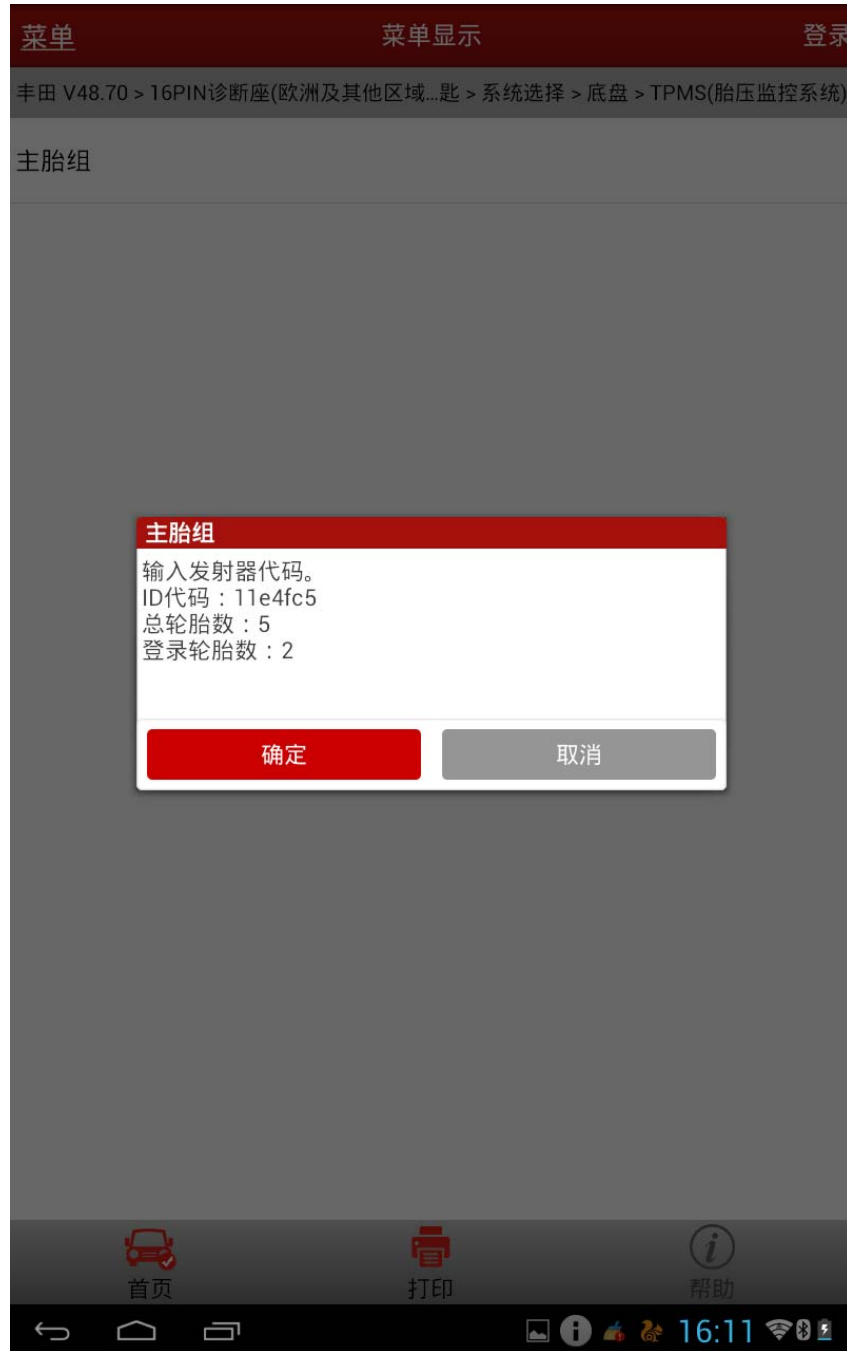 菜单 菜单显示 登录
丰田 V48.70 > 16PIN诊断座(欧洲及其他区域...匙 > 系统选择 > 底盘 > TPMS(胎压监控系统)
主胎组
主胎组
输入发射器代码。
ID代码：11e4fc5
总轮胎数：5
登录轮胎数：2
确定 取消
首页 打印 帮助
16:11